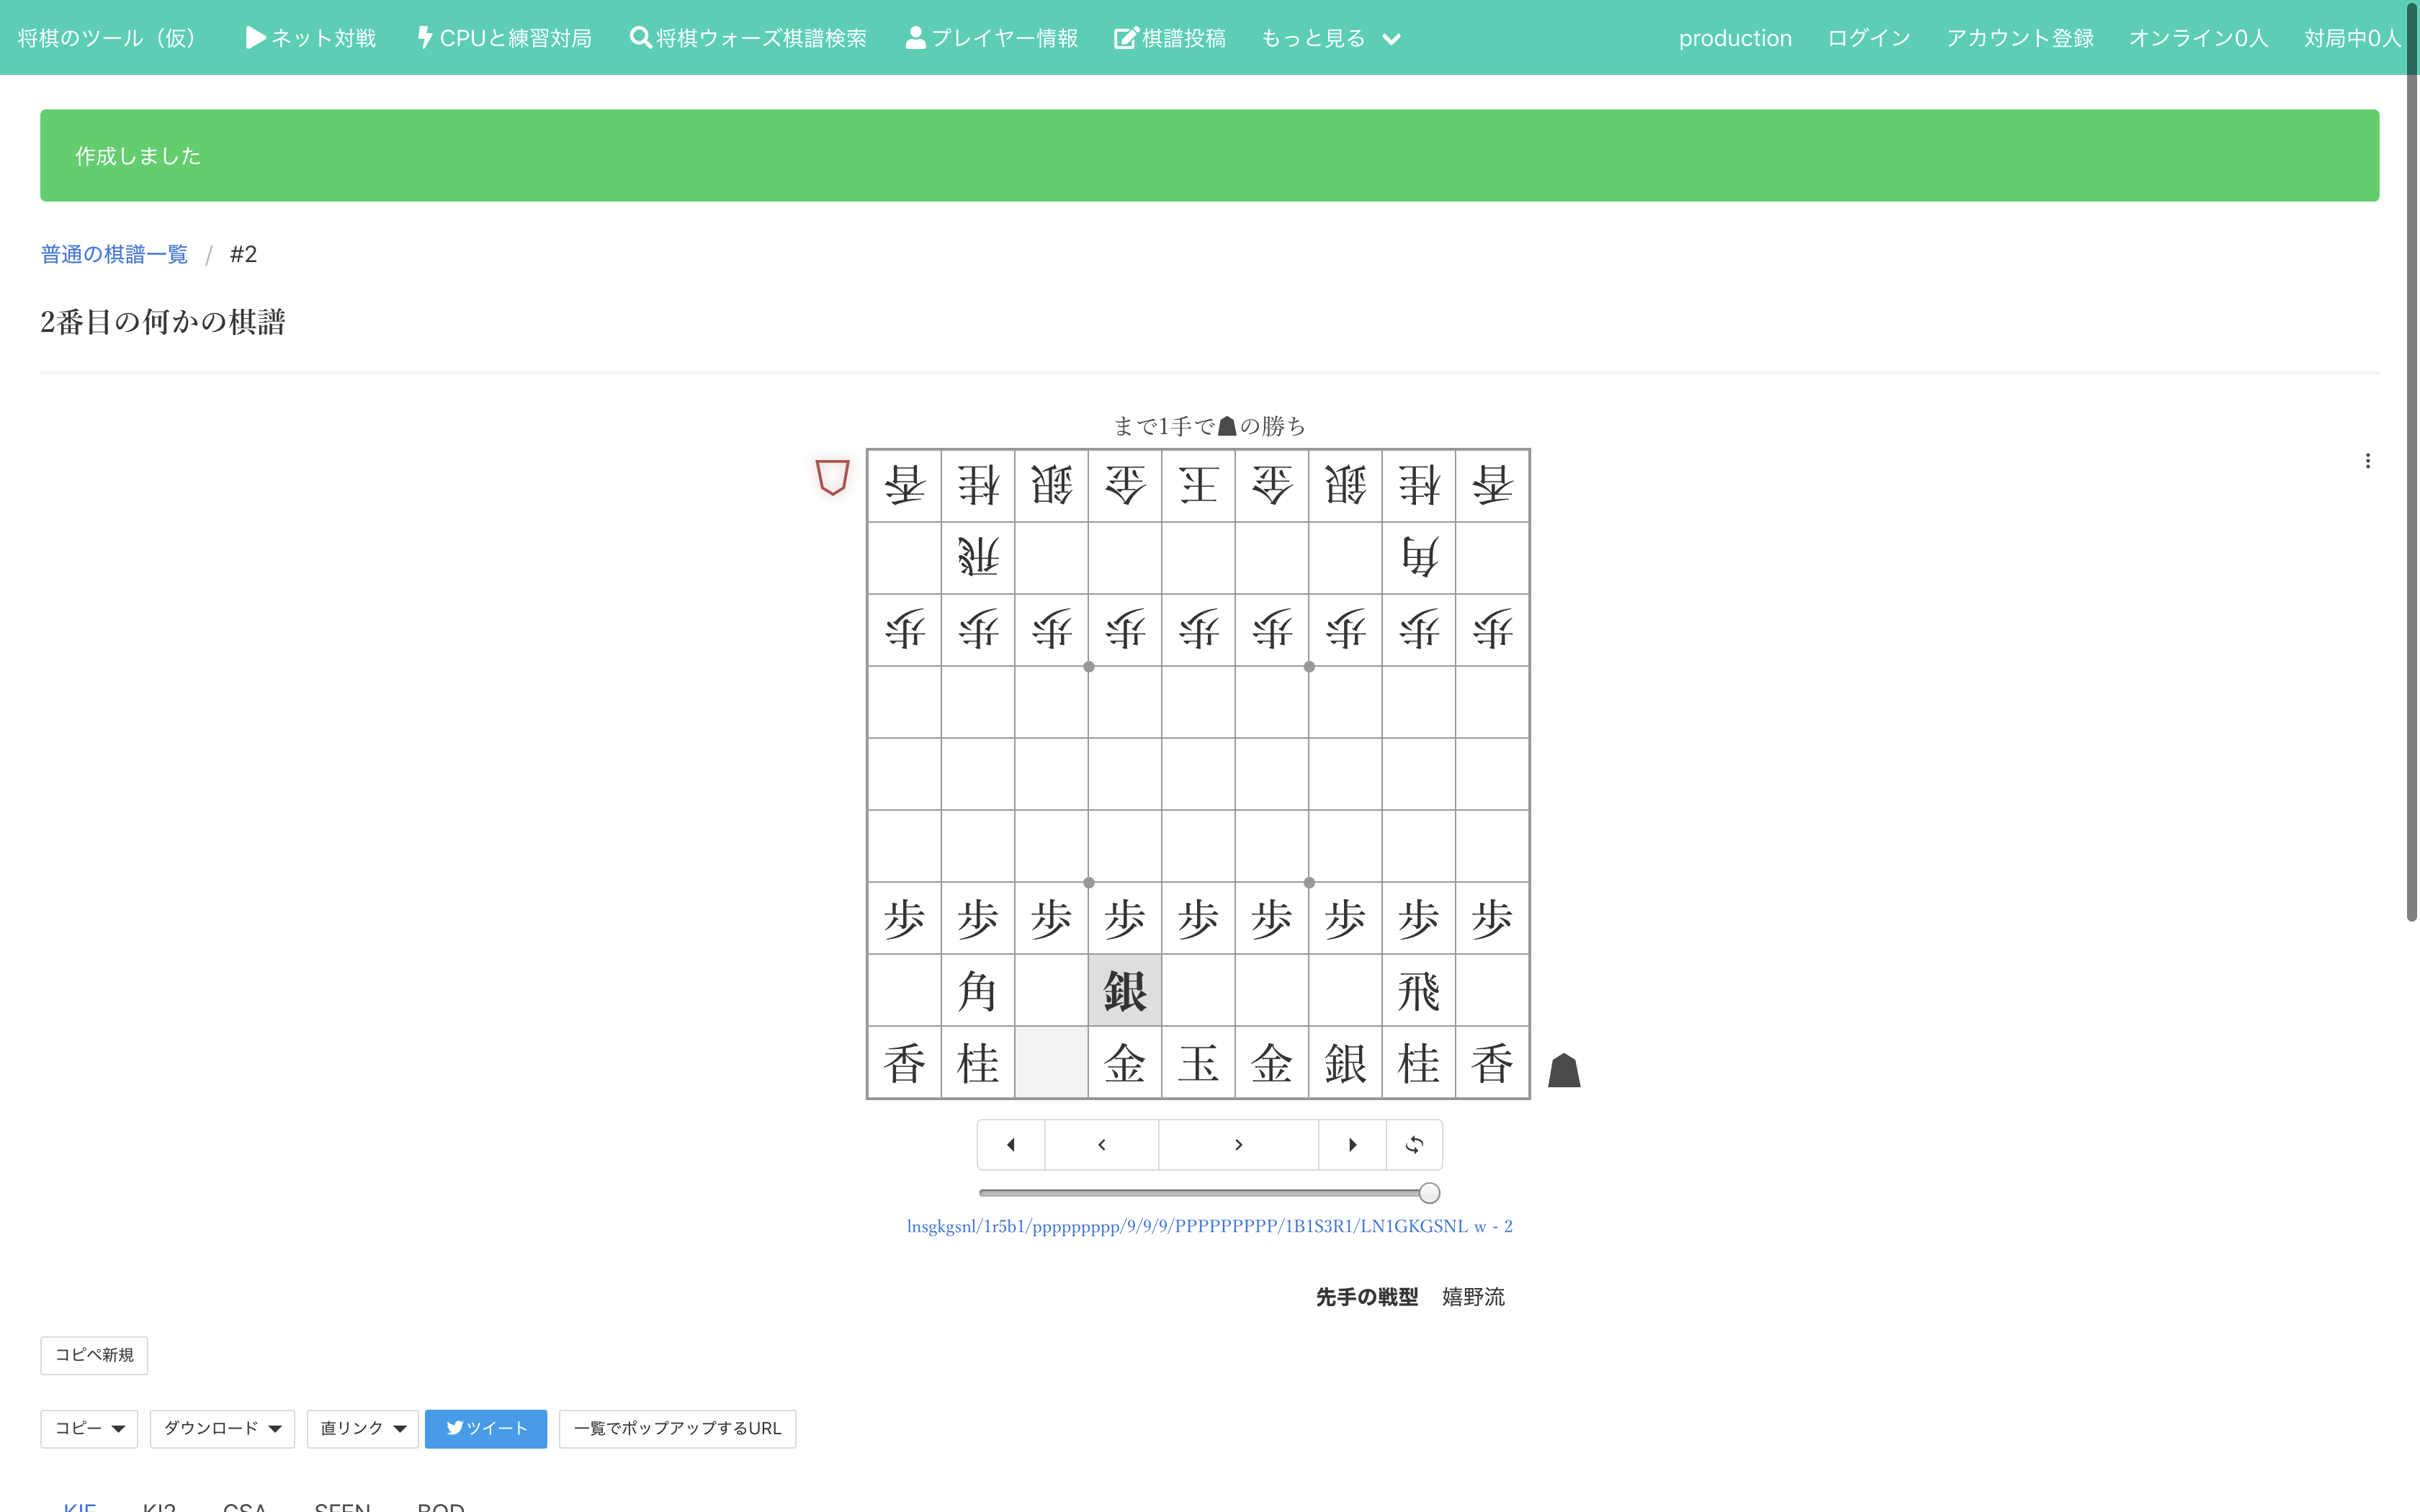 将棋のツール（仮） ネット対戦 CPUと練習対局 将棋ウォーズ棋譜検索 プレイヤー情報 棋譜投稿 もっと見る production ログイン アカウント登録 オンライン0人 対局中0人
作成しました
普通の棋譜一覧 / #2
2番目の何かの棋譜
まで1手で☗の勝ち
香 桂 銀 金 王 金 銀 桂 香
飛 角
歩 歩 歩 歩 歩 歩 歩 歩 歩
歩 歩 歩 歩 歩 歩 歩 歩 歩
角 銀 飛
香 桂 金 玉 金 銀 桂 香
lnsgkgsnl/1r5b1/ppppppppp/9/9/9/PPPPPPPPP/1B1S3R1/LN1GKGSNL w - 2
先手の戦型 嬉野流
コピペ新規
コピー ダウンロード 直リンク ツイート 一覧でポップアップするURL
KIF KI2 CSA SFEN BOD